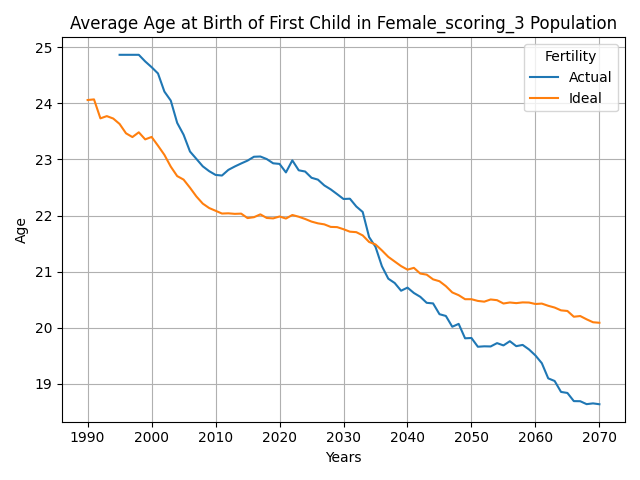 Average Age at Birth of First Child in Female_scoring_3 Population
Fertility
Actual
Ideal
25
24
23
22
21
20
19
Age
1990 2000 2010 2020 2030 2040 2050 2060 2070
Years